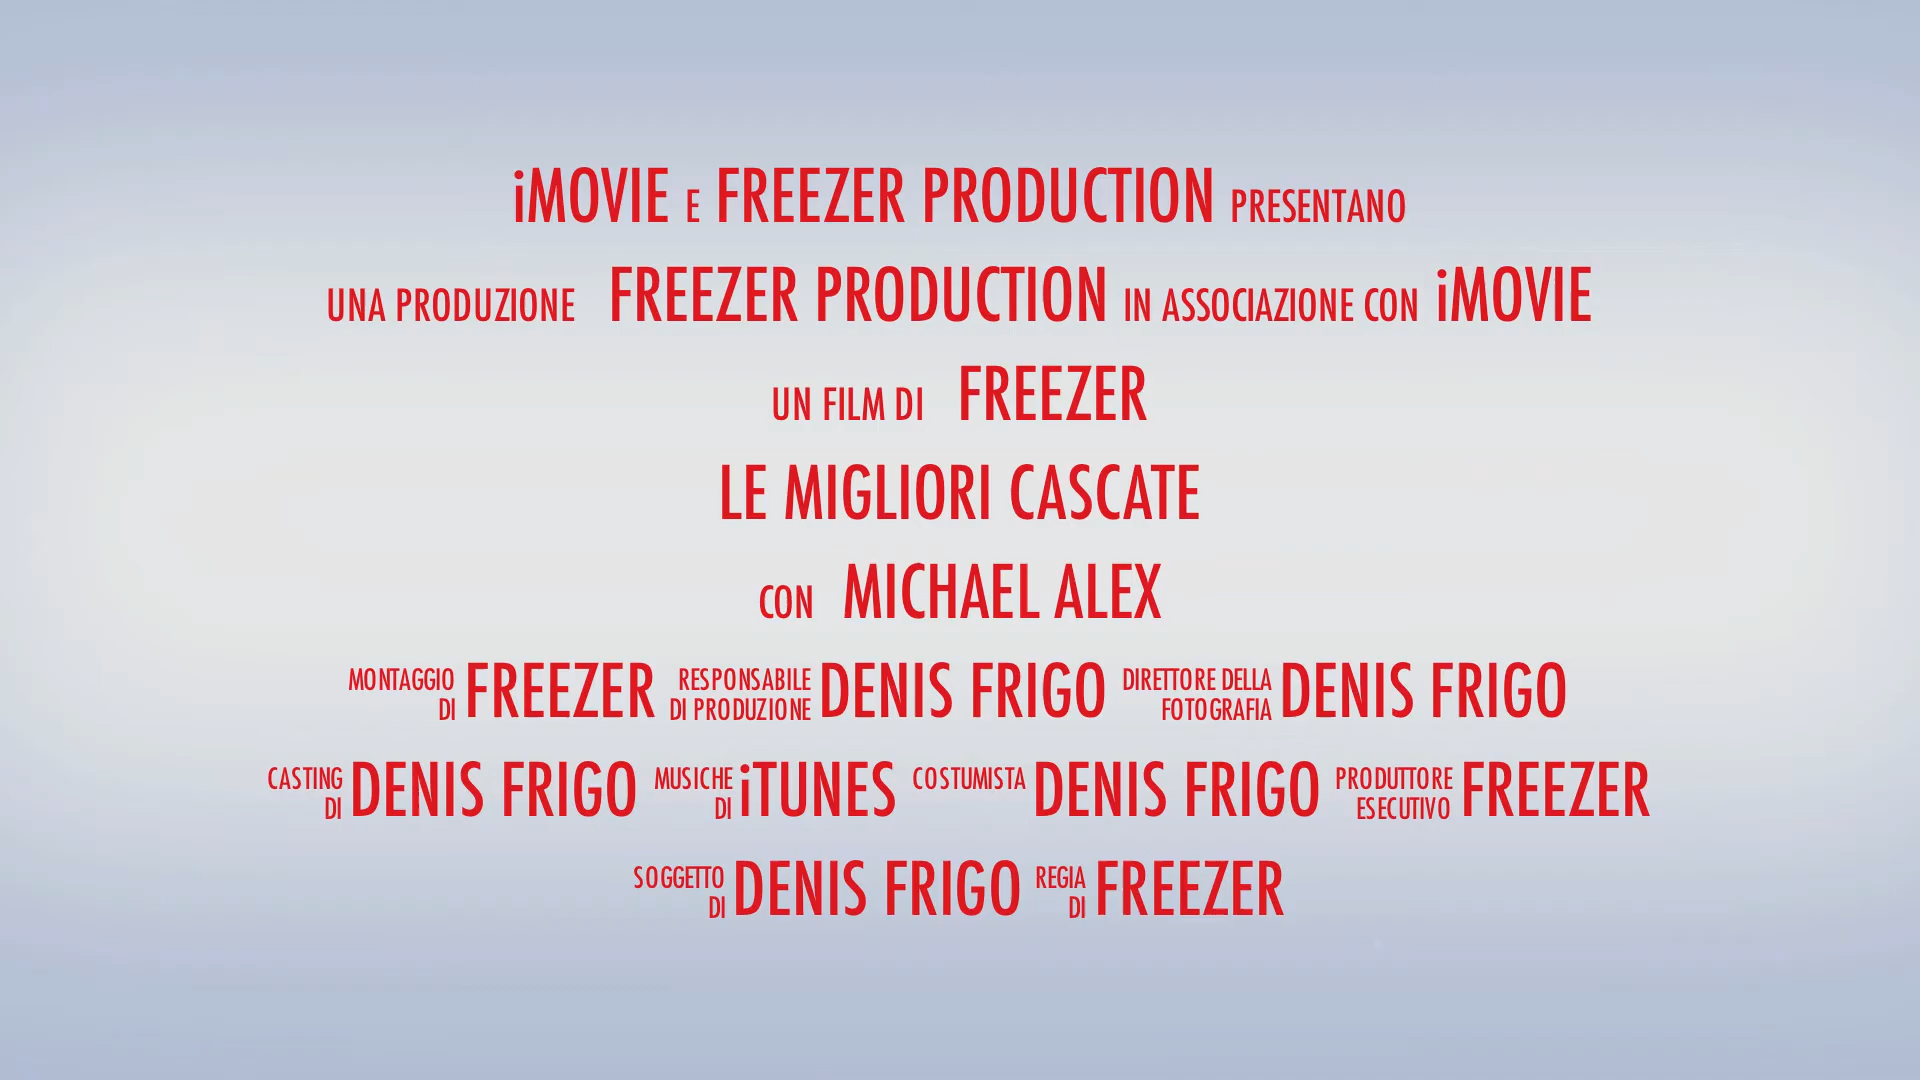 iMOVIE E FREEZER PRODUCTION PRESENTANO
UNA PRODUZIONE FREEZER PRODUCTION IN ASSOCIAZIONE CON iMOVIE
UN FILM DI FREEZER
LE MIGLIORI CASCATE
CON MICHAEL ALEX
MONTAGGIO DI FREEZER RESPONSABILE DI PRODUZIONE DENIS FRIGO DIRETTORE DELLA FOTOGRAFIA DENIS FRIGO
CASTING DI DENIS FRIGO MUSICHE DI iTUNES COSTUMISTA DENIS FRIGO PRODUTTORE ESECUTIVO FREEZER
SOGGETTO DI DENIS FRIGO REGIA DI FREEZER